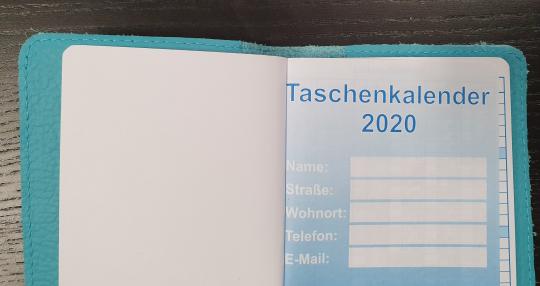 Taschenkalender
2020
Name:
Straße:
Wohnort:
Telefon:
E-Mail: